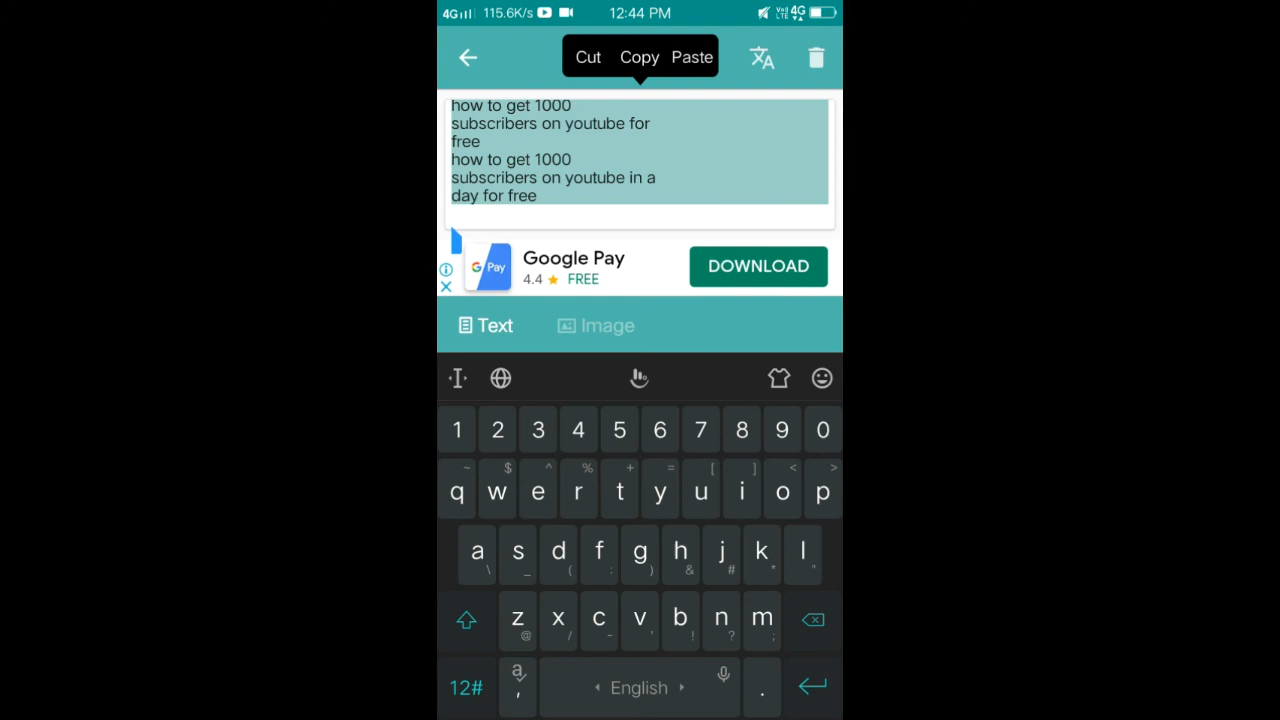 4G 115.6K/s 12:44 PM VoLTE 4G
Cut Copy Paste
how to get 1000
subscribers on youtube for
free
how to get 1000
subscribers on youtube in a
day for free
G Pay
Google Pay
4.4 ★ FREE
DOWNLOAD
Text Image
1 2 3 4 5 6 7 8 9 0
~ $ ^ % + = [ ] < >
q w e r t y u i o p
a s d f g h j k l
\ _ ( : ) & # * "
z x c v b n m
@ / - ' ! ? ;
12# a , English .